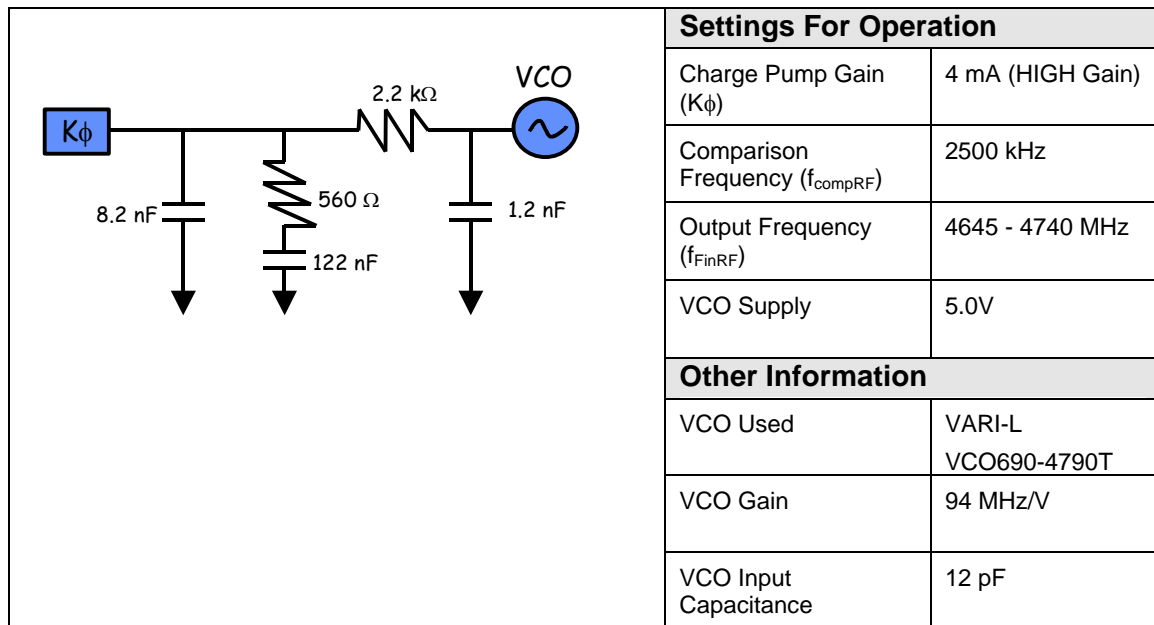 Kϕ
8.2 nF
560 Ω
122 nF
2.2 kΩ
1.2 nF
VCO
Settings For Operation
Charge Pump Gain
(Kϕ)
4 mA (HIGH Gain)
Comparison
Frequency (fcompRF)
2500 kHz
Output Frequency
(fFinRF)
4645 - 4740 MHz
VCO Supply
5.0V
Other Information
VCO Used
VARI-L
VCO690-4790T
VCO Gain
94 MHz/V
VCO Input
Capacitance
12 pF